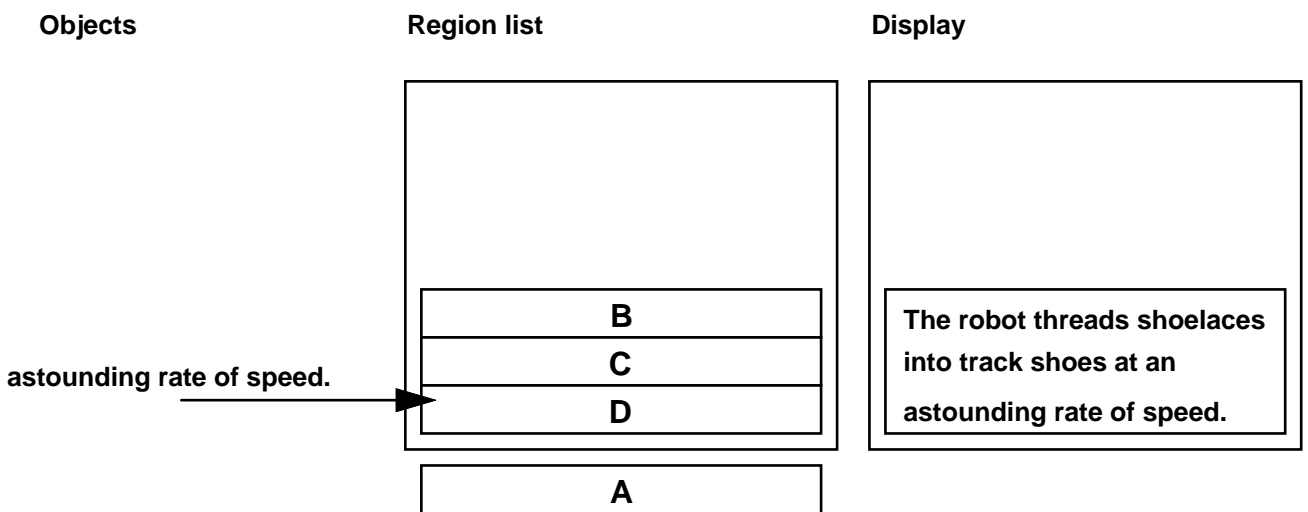 Objects Region list Display
B
C
D
A
astounding rate of speed.
The robot threads shoelaces
into track shoes at an
astounding rate of speed.